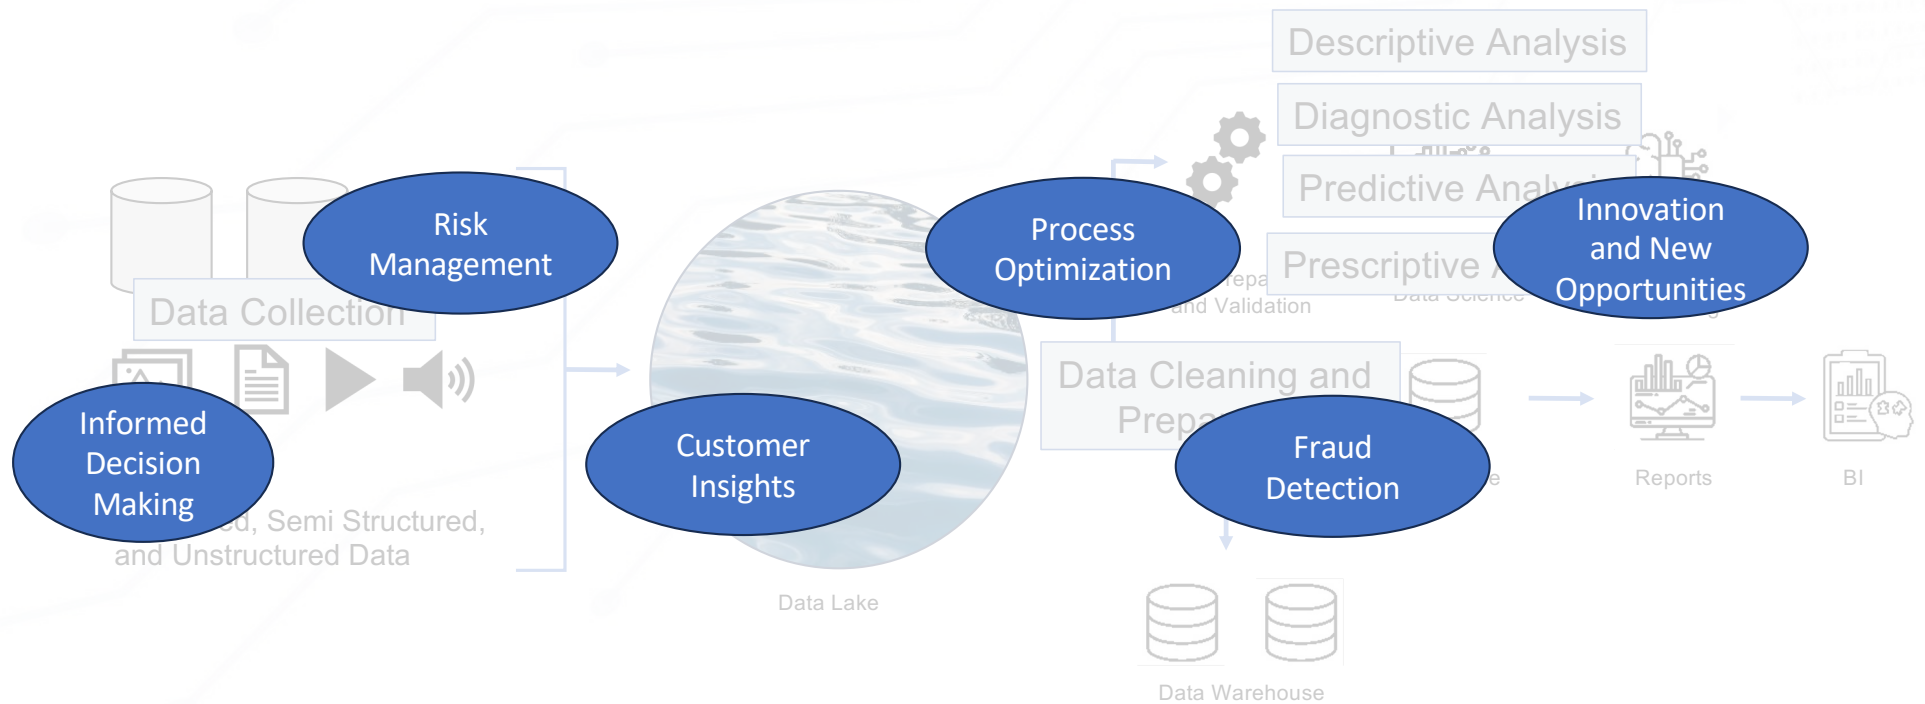 Descriptive Analysis
Diagnostic Analysis
Predictive
Prescriptive
Risk
Management
Process
Optimization
Innovation
and New
Opportunities
Data Collection
and Validation
Data Science
Data Cleaning and
Informed
Decision
Making
Customer
Insights
Fraud
Detection
Reports
BI
Semi Structured,
and Unstructured Data
Data Lake
Data Warehouse